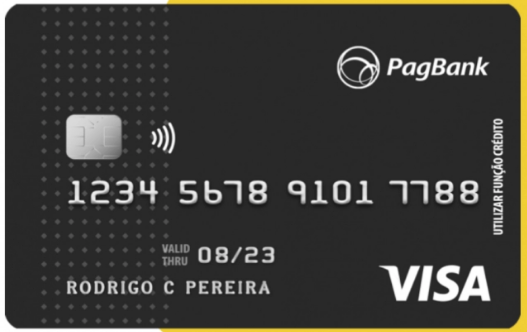 PagBank
UTILIZAR FUNÇÃO CRÉDITO
1234 5678 9101 7788
VALID
THRU 08/23
RODRIGO C PEREIRA
VISA